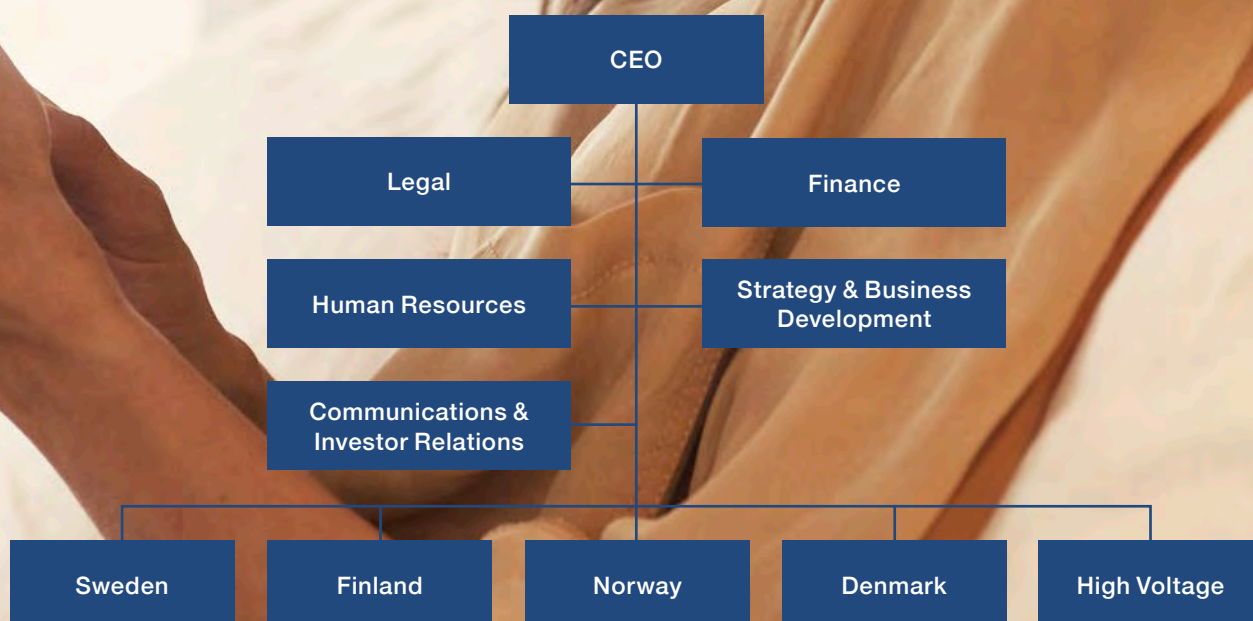 CEO
Legal
Finance
Human Resources
Strategy & Business
Development
Communications &
Investor Relations
Sweden
Finland
Norway
Denmark
High Voltage